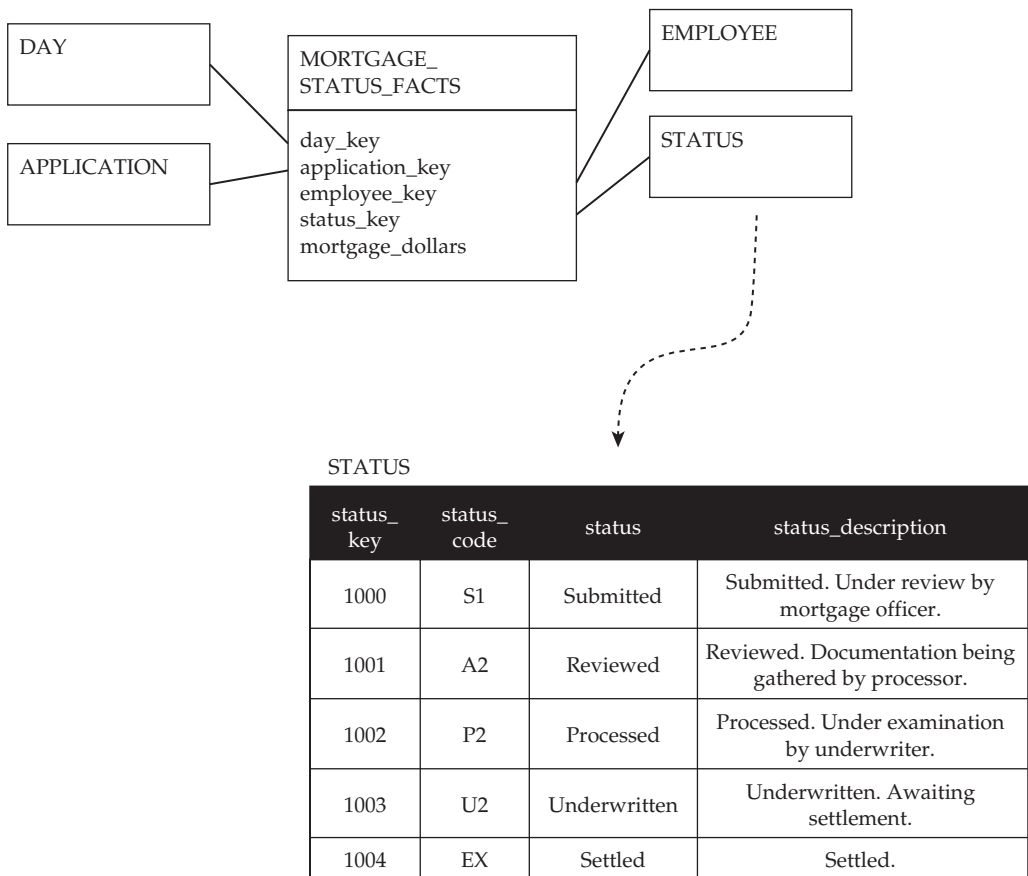 DAY
APPLICATION
MORTGAGE_
STATUS_FACTS
day_key
application_key
employee_key
status_key
mortgage_dollars
EMPLOYEE
STATUS
STATUS
status_
key
status_
code
status
status_description
1000
S1
Submitted
Submitted. Under review by
mortgage officer.
1001
A2
Reviewed
Reviewed. Documentation being
gathered by processor.
1002
P2
Processed
Processed. Under examination
by underwriter.
1003
U2
Underwritten
Underwritten. Awaiting
settlement.
1004
EX
Settled
Settled.